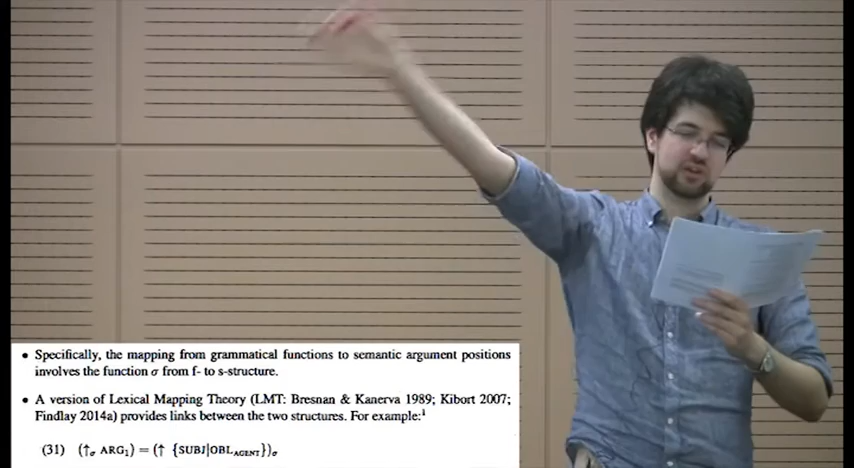 • Specifically, the mapping from grammatical functions to semantic argument positions
involves the function σ from f- to s-structure.
• A version of Lexical Mapping Theory (LMT: Bresnan & Kanerva 1989; Kibort 2007;
Findlay 2014a) provides links between the two structures. For example:¹
(31) (↑σ ARG₁) = (↑ {SUBJ|OBL_AGENT})σ